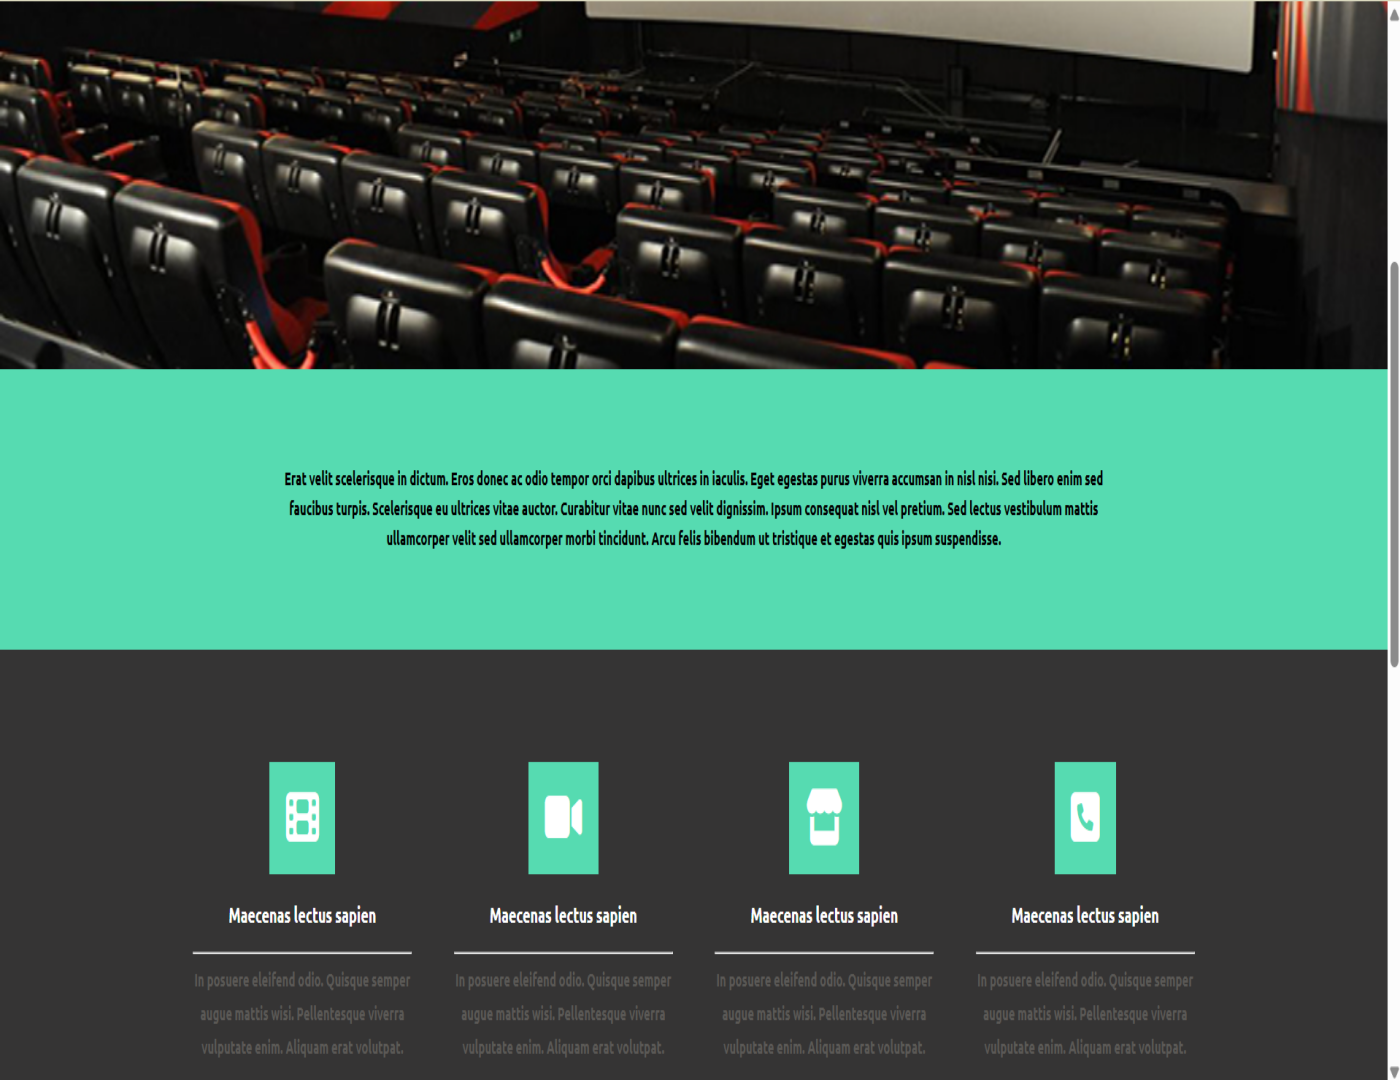 Erat velit scelerisque in dictum. Eros donec ac odio tempor orci dapibus ultrices in iaculis. Eget egestas purus viverra accumsan in nisl nisi. Sed libero enim sed
faucibus turpis. Scelerisque eu ultrices vitae auctor. Curabitur vitae nunc sed velit dignissim. Ipsum consequat nisl vel pretium. Sed lectus vestibulum mattis
ullamcorper velit sed ullamcorper morbi tincidunt. Arcu felis bibendum ut tristique et egestas quis ipsum suspendisse.
Maecenas lectus sapien
In posuere eleifend odio. Quisque semper
augue mattis wisi. Pellentesque viverra
vulputate enim. Aliquam erat volutpat.
Maecenas lectus sapien
In posuere eleifend odio. Quisque semper
augue mattis wisi. Pellentesque viverra
vulputate enim. Aliquam erat volutpat.
Maecenas lectus sapien
In posuere eleifend odio. Quisque semper
augue mattis wisi. Pellentesque viverra
vulputate enim. Aliquam erat volutpat.
Maecenas lectus sapien
In posuere eleifend odio. Quisque semper
augue mattis wisi. Pellentesque viverra
vulputate enim. Aliquam erat volutpat.